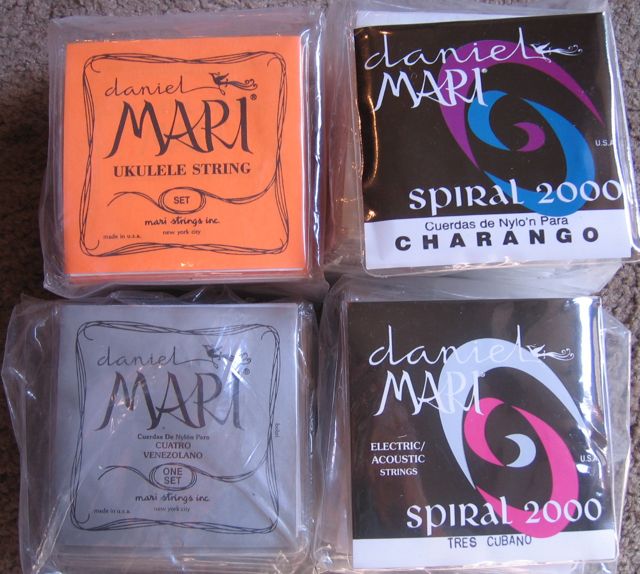 daniel
MARI®
UKULELE STRING
SET
mari strings inc.
made in u.s.a. new york city
daniel
MARI®
U.S.A.
SPIRAL 2000
Cuerdas de Nylo'n Para
CHARANGO
daniel
MARI®
Cuerdas De Nylón Para
CUATRO
VENEZOLANO
ONE
SET
mari strings inc.
made in u.s.a. new york city
daniel
MARI®
ELECTRIC/
ACOUSTIC
STRINGS
SPIRAL 2000
TRES CUBANO